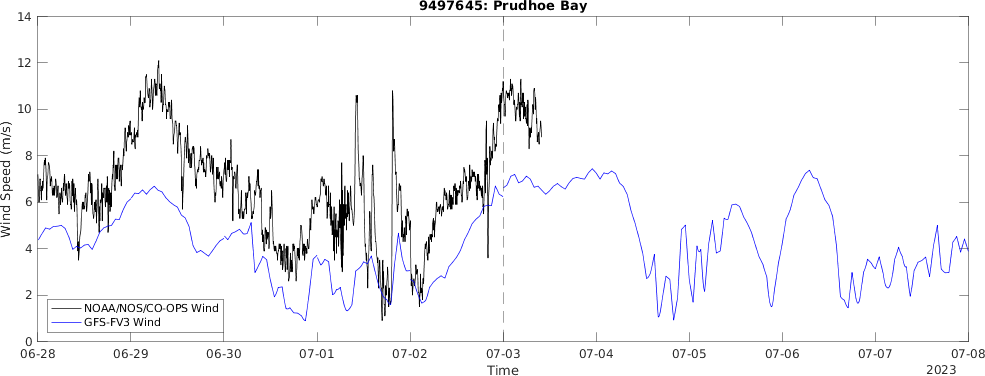 9497645: Prudhoe Bay
14
12
10
8
6
4
2
0
Wind Speed (m/s)
NOAA/NOS/CO-OPS Wind
GFS-FV3 Wind
06-28 06-29 06-30 07-01 07-02 07-03 07-04 07-05 07-06 07-07 07-08
Time
2023